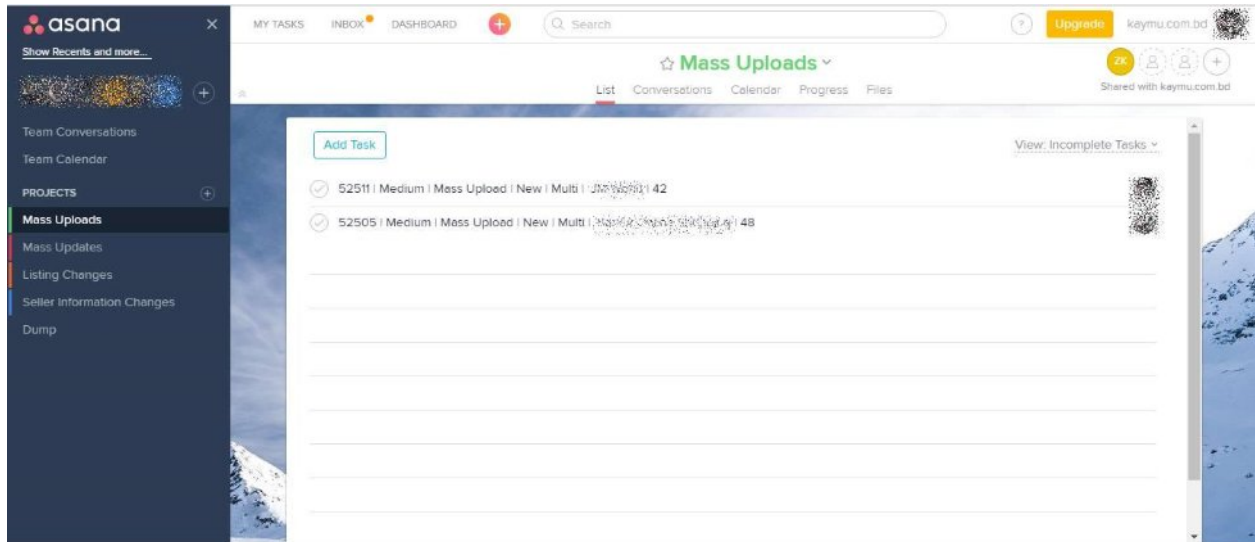 asana ×
Show Recents and more...
Team Conversations
Team Calendar
PROJECTS
Mass Uploads
Mass Updates
Listing Changes
Seller Information Changes
Dump
MY TASKS INBOX DASHBOARD + Search ? Upgrade kaymu.com.bd
Mass Uploads
ZK
Shared with kaymu.com.bd
List Conversations Calendar Progress Files
Add Task
View: Incomplete Tasks
52511 | Medium | Mass Upload | New | Multi | | 42
52505 | Medium | Mass Upload | New | Multi | | 48